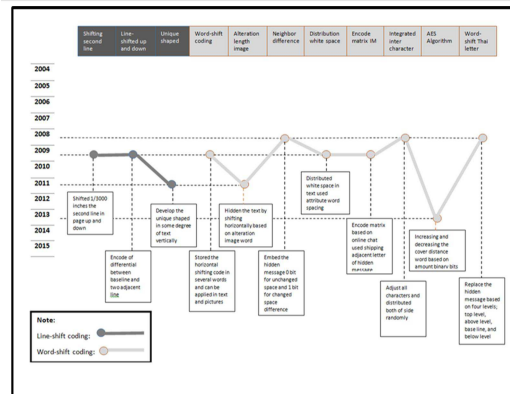 Shifting
second
line
Line-
shifted up
and down
Unique
shaped
Word-shift
coding
Alteration
length
image
Neighbor
difference
Distribution
white space
Encode
matrix IM
Integrated
inter
character
AES
Algorithm
Word-
shift Thai
letter
2004
2005
2006
2007
2008
2009
2010
2011
2012
2013
2014
2015
Shifted 1/3000
inches the
second line in
page up and
down
Encode of
differential
between
baseline and
two adjacent
line
Develop the
unique shaped
in some degree
of text
vertically
Stored the
horizontal
shifting code in
several words
and can be
applied in text
and pictures
Hidden the text by
shifting
horizontally based
on alteration
image word
Embed the
hidden
message 0 bit
for unchanged
space and 1 bit
for changed
space
difference
Distributed
white space in
text used
attribute word
spacing
Encode matrix
based on
online chat
used shipping
adjacent letter
of hidden
message
Adjust all
characters and
distributed
both of side
randomly
Increasing and
decreasing the
cover distance
word based on
amount binary bits
Replace the
hidden message
based on four
levels; top level,
above level,
base line, and
below level
Note:
Line-shift coding:
Word-shift coding: